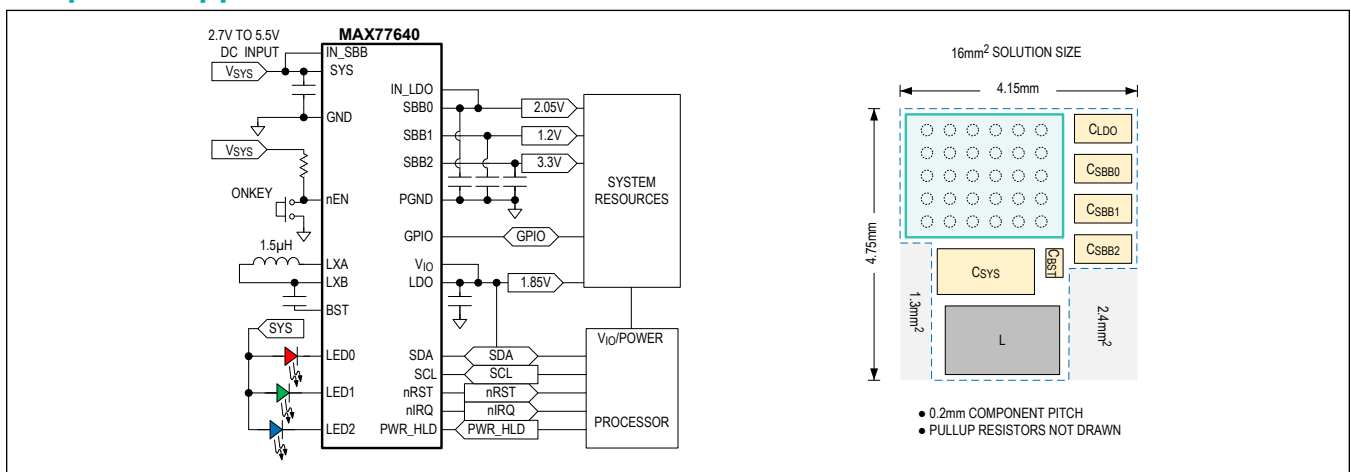 MAX77640
2.7V TO 5.5V
DC INPUT
VSYS
IN_SBB
SYS
GND
VSYS
ONKEY
nEN
1.5µH
LXA
LXB
BST
SYS
LED0
LED1
LED2
IN_LDO
SBB0
SBB1
SBB2
PGND
GPIO
VIO
LDO
SDA
SCL
nRST
nIRQ
PWR_HLD
2.05V
1.2V
3.3V
GPIO
1.85V
SDA
SCL
nRST
nIRQ
PWR_HLD
SYSTEM
RESOURCES
VIO/POWER
PROCESSOR
16mm2 SOLUTION SIZE
4.15mm
4.75mm
CLDO
CSBB0
CSBB1
CSBB2
CSYS
CBST
L
1.3mm2
2.4mm2
● 0.2mm COMPONENT PITCH
● PULLUP RESISTORS NOT DRAWN